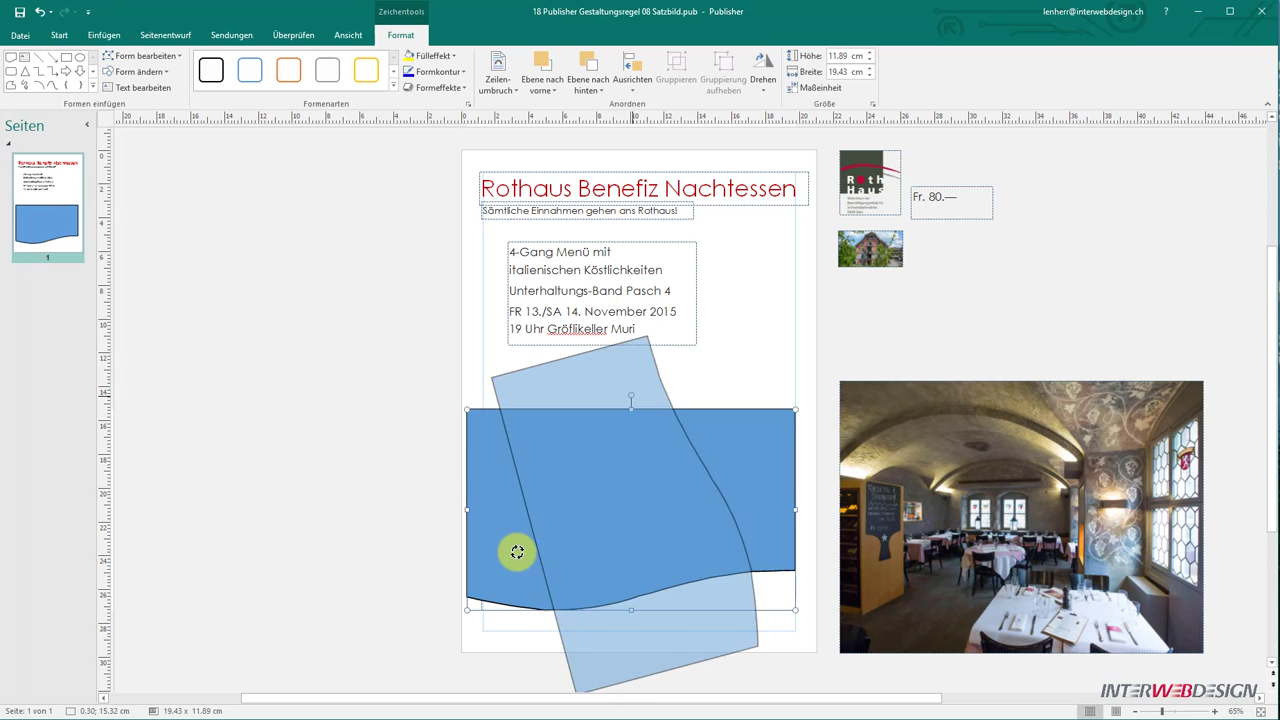 Zeichentools
18 Publisher Gestaltungsregel 08 Satzbild.pub - Publisher
lenherr@interwebdesign.ch
?
Datei
Start
Einfügen
Seitenentwurf
Sendungen
Überprüfen
Ansicht
Format
Form bearbeiten
Form ändern
Text bearbeiten
Formen einfügen
Formenarten
Fülleffekt
Formkontur
Formeffekte
Zeilen-
umbruch
Ebene nach
vorne
Ebene nach
hinten
Ausrichten
Gruppieren
Gruppierung
aufheben
Drehen
Anordnen
Höhe: 11.89 cm
Breite: 19.43 cm
Maßeinheit
Größe
Seiten
1
Rothaus Benefiz Nachtessen
Sämtliche Einnahmen gehen ans Rothaus!
4-Gang Menü mit
italienischen Köstlichkeiten
Unterhaltungs-Band Pasch 4
FR 13./SA 14. November 2015
19 Uhr Gröflikeller Muri
Roth
Haus
Fr. 80.—
INTERWEBDESIGN
Seite: 1 von 1
0.30; 15.32 cm
19.43 x 11.89 cm
65%